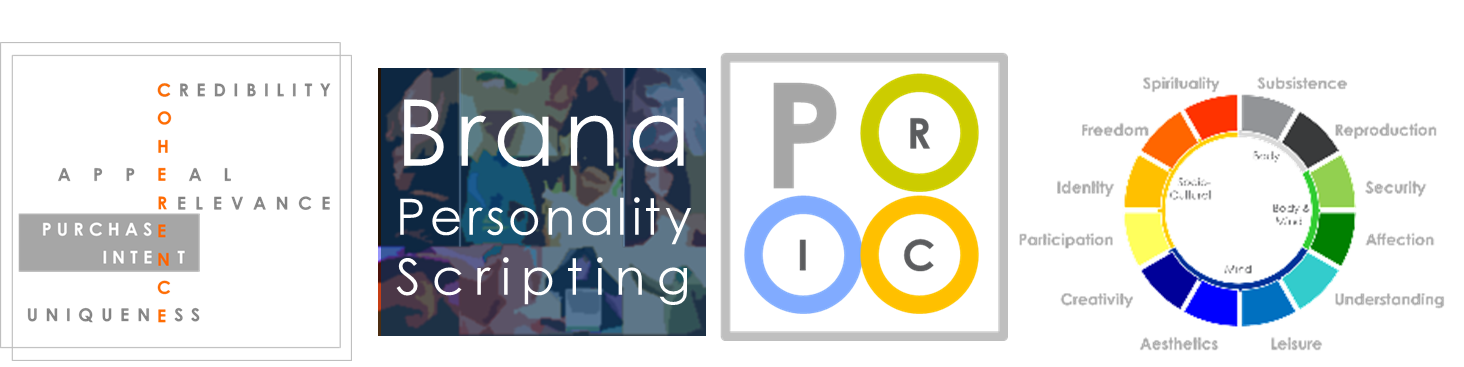 CREDIBILITY
COHERENCE
APPEAL
RELEVANCE
PURCHASE
INTENT
UNIQUENESS
Brand
Personality
Scripting
P R
I C
Spirituality Subsistence
Freedom Reproduction
Body
Identity Socio-
Cultural Security
Body &
Mind
Participation Affection
Mind
Creativity Understanding
Aesthetics Leisure